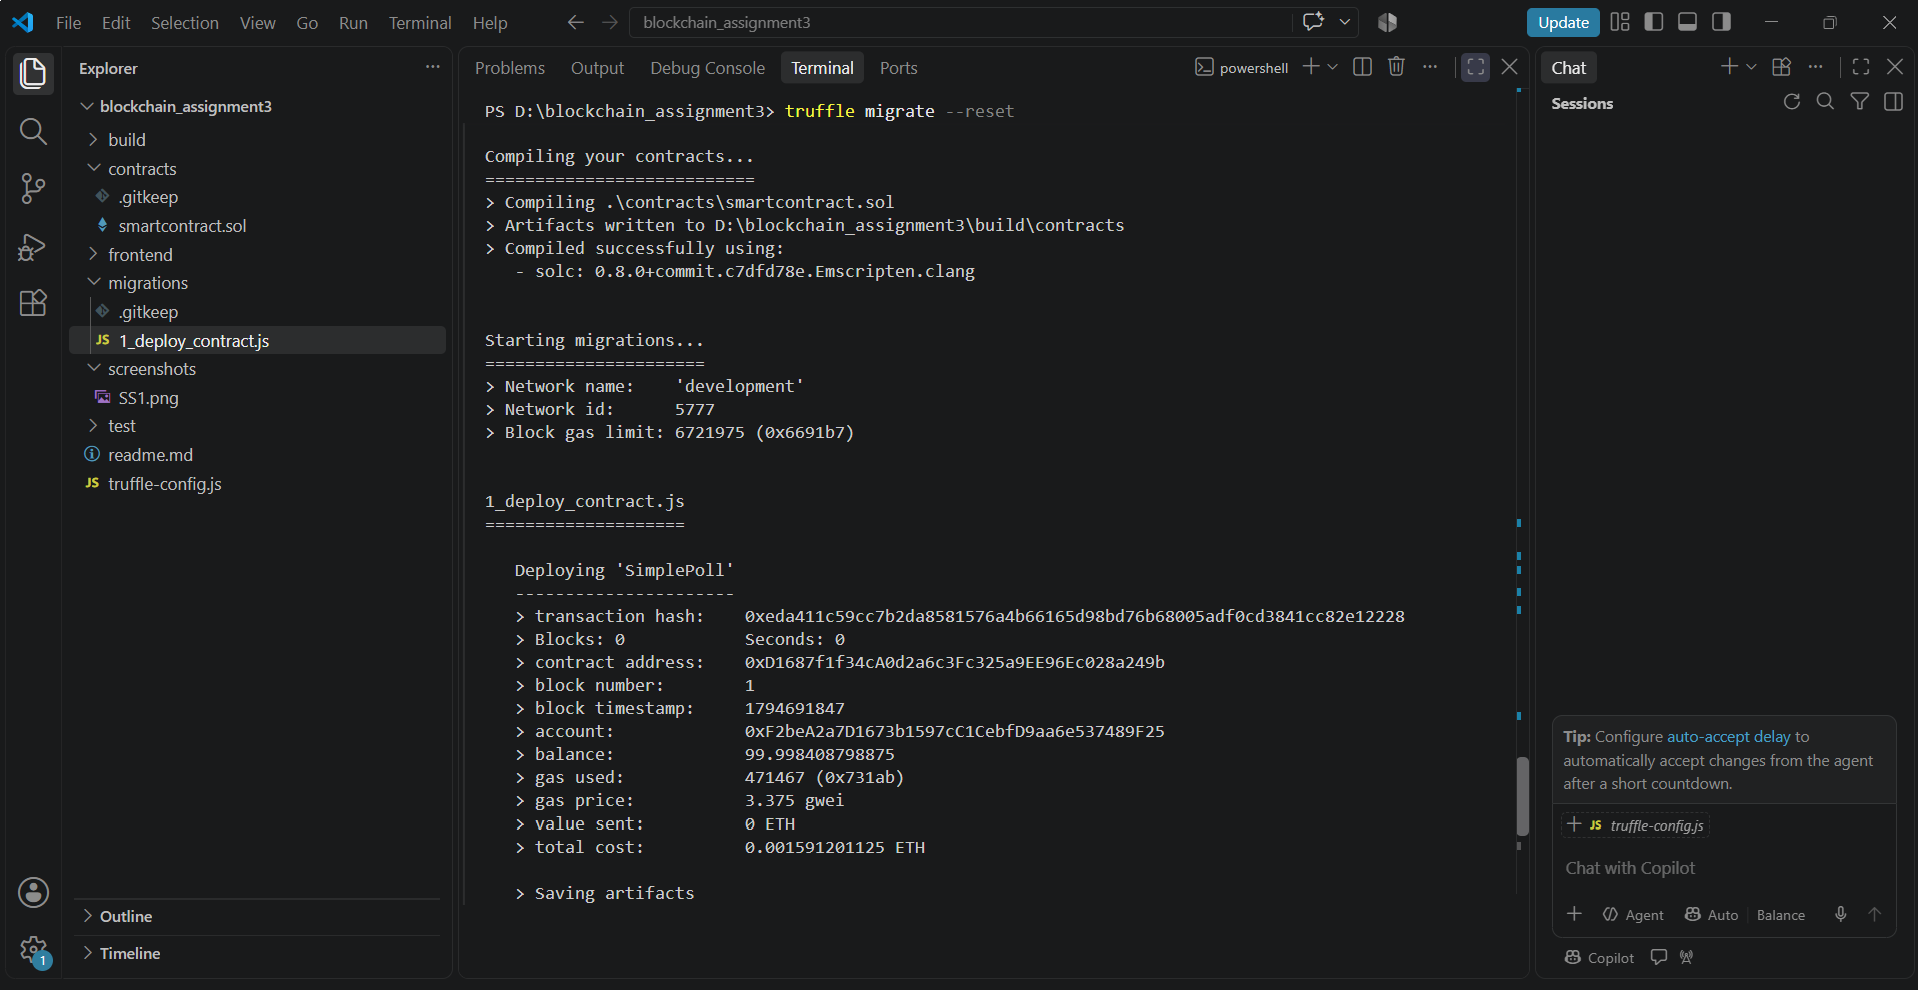 File Edit Selection View Go Run Terminal Help
blockchain_assignment3
Update
Explorer
blockchain_assignment3
build
contracts
.gitkeep
smartcontract.sol
frontend
migrations
.gitkeep
JS 1_deploy_contract.js
screenshots
SS1.png
test
readme.md
JS truffle-config.js
Outline
Timeline
1
Problems Output Debug Console Terminal Ports
powershell
PS D:\blockchain_assignment3> truffle migrate --reset
Compiling your contracts...
===========================
> Compiling .\contracts\smartcontract.sol
> Artifacts written to D:\blockchain_assignment3\build\contracts
> Compiled successfully using:
- solc: 0.8.0+commit.c7dfd78e.Emscripten.clang
Starting migrations...
======================
> Network name: 'development'
> Network id: 5777
> Block gas limit: 6721975 (0x6691b7)
1_deploy_contract.js
====================
Deploying 'SimplePoll'
----------------------
> transaction hash: 0xeda411c59cc7b2da8581576a4b66165d98bd76b68005adf0cd3841cc82e12228
> Blocks: 0 Seconds: 0
> contract address: 0xD1687f1f34cA0d2a6c3Fc325a9EE96Ec028a249b
> block number: 1
> block timestamp: 1794691847
> account: 0xF2beA2a7D1673b1597cC1CebfD9aa6e537489F25
> balance: 99.998408798875
> gas used: 471467 (0x731ab)
> gas price: 3.375 gwei
> value sent: 0 ETH
> total cost: 0.001591201125 ETH
> Saving artifacts
Chat
Sessions
Tip: Configure auto-accept delay to
automatically accept changes from the agent
after a short countdown.
JS truffle-config.js
Chat with Copilot
Agent Auto Balance
Copilot